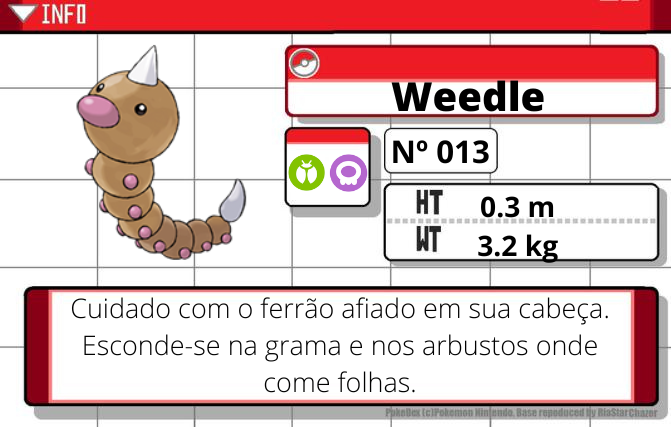 INFO
Weedle
Nº 013
HT 0.3 m
WT 3.2 kg
Cuidado com o ferrão afiado em sua cabeça.
Esconde-se na grama e nos arbustos onde
come folhas.
PokeDex (c)Pokemon Nintendo. Base repoduced by RiaStarChazer